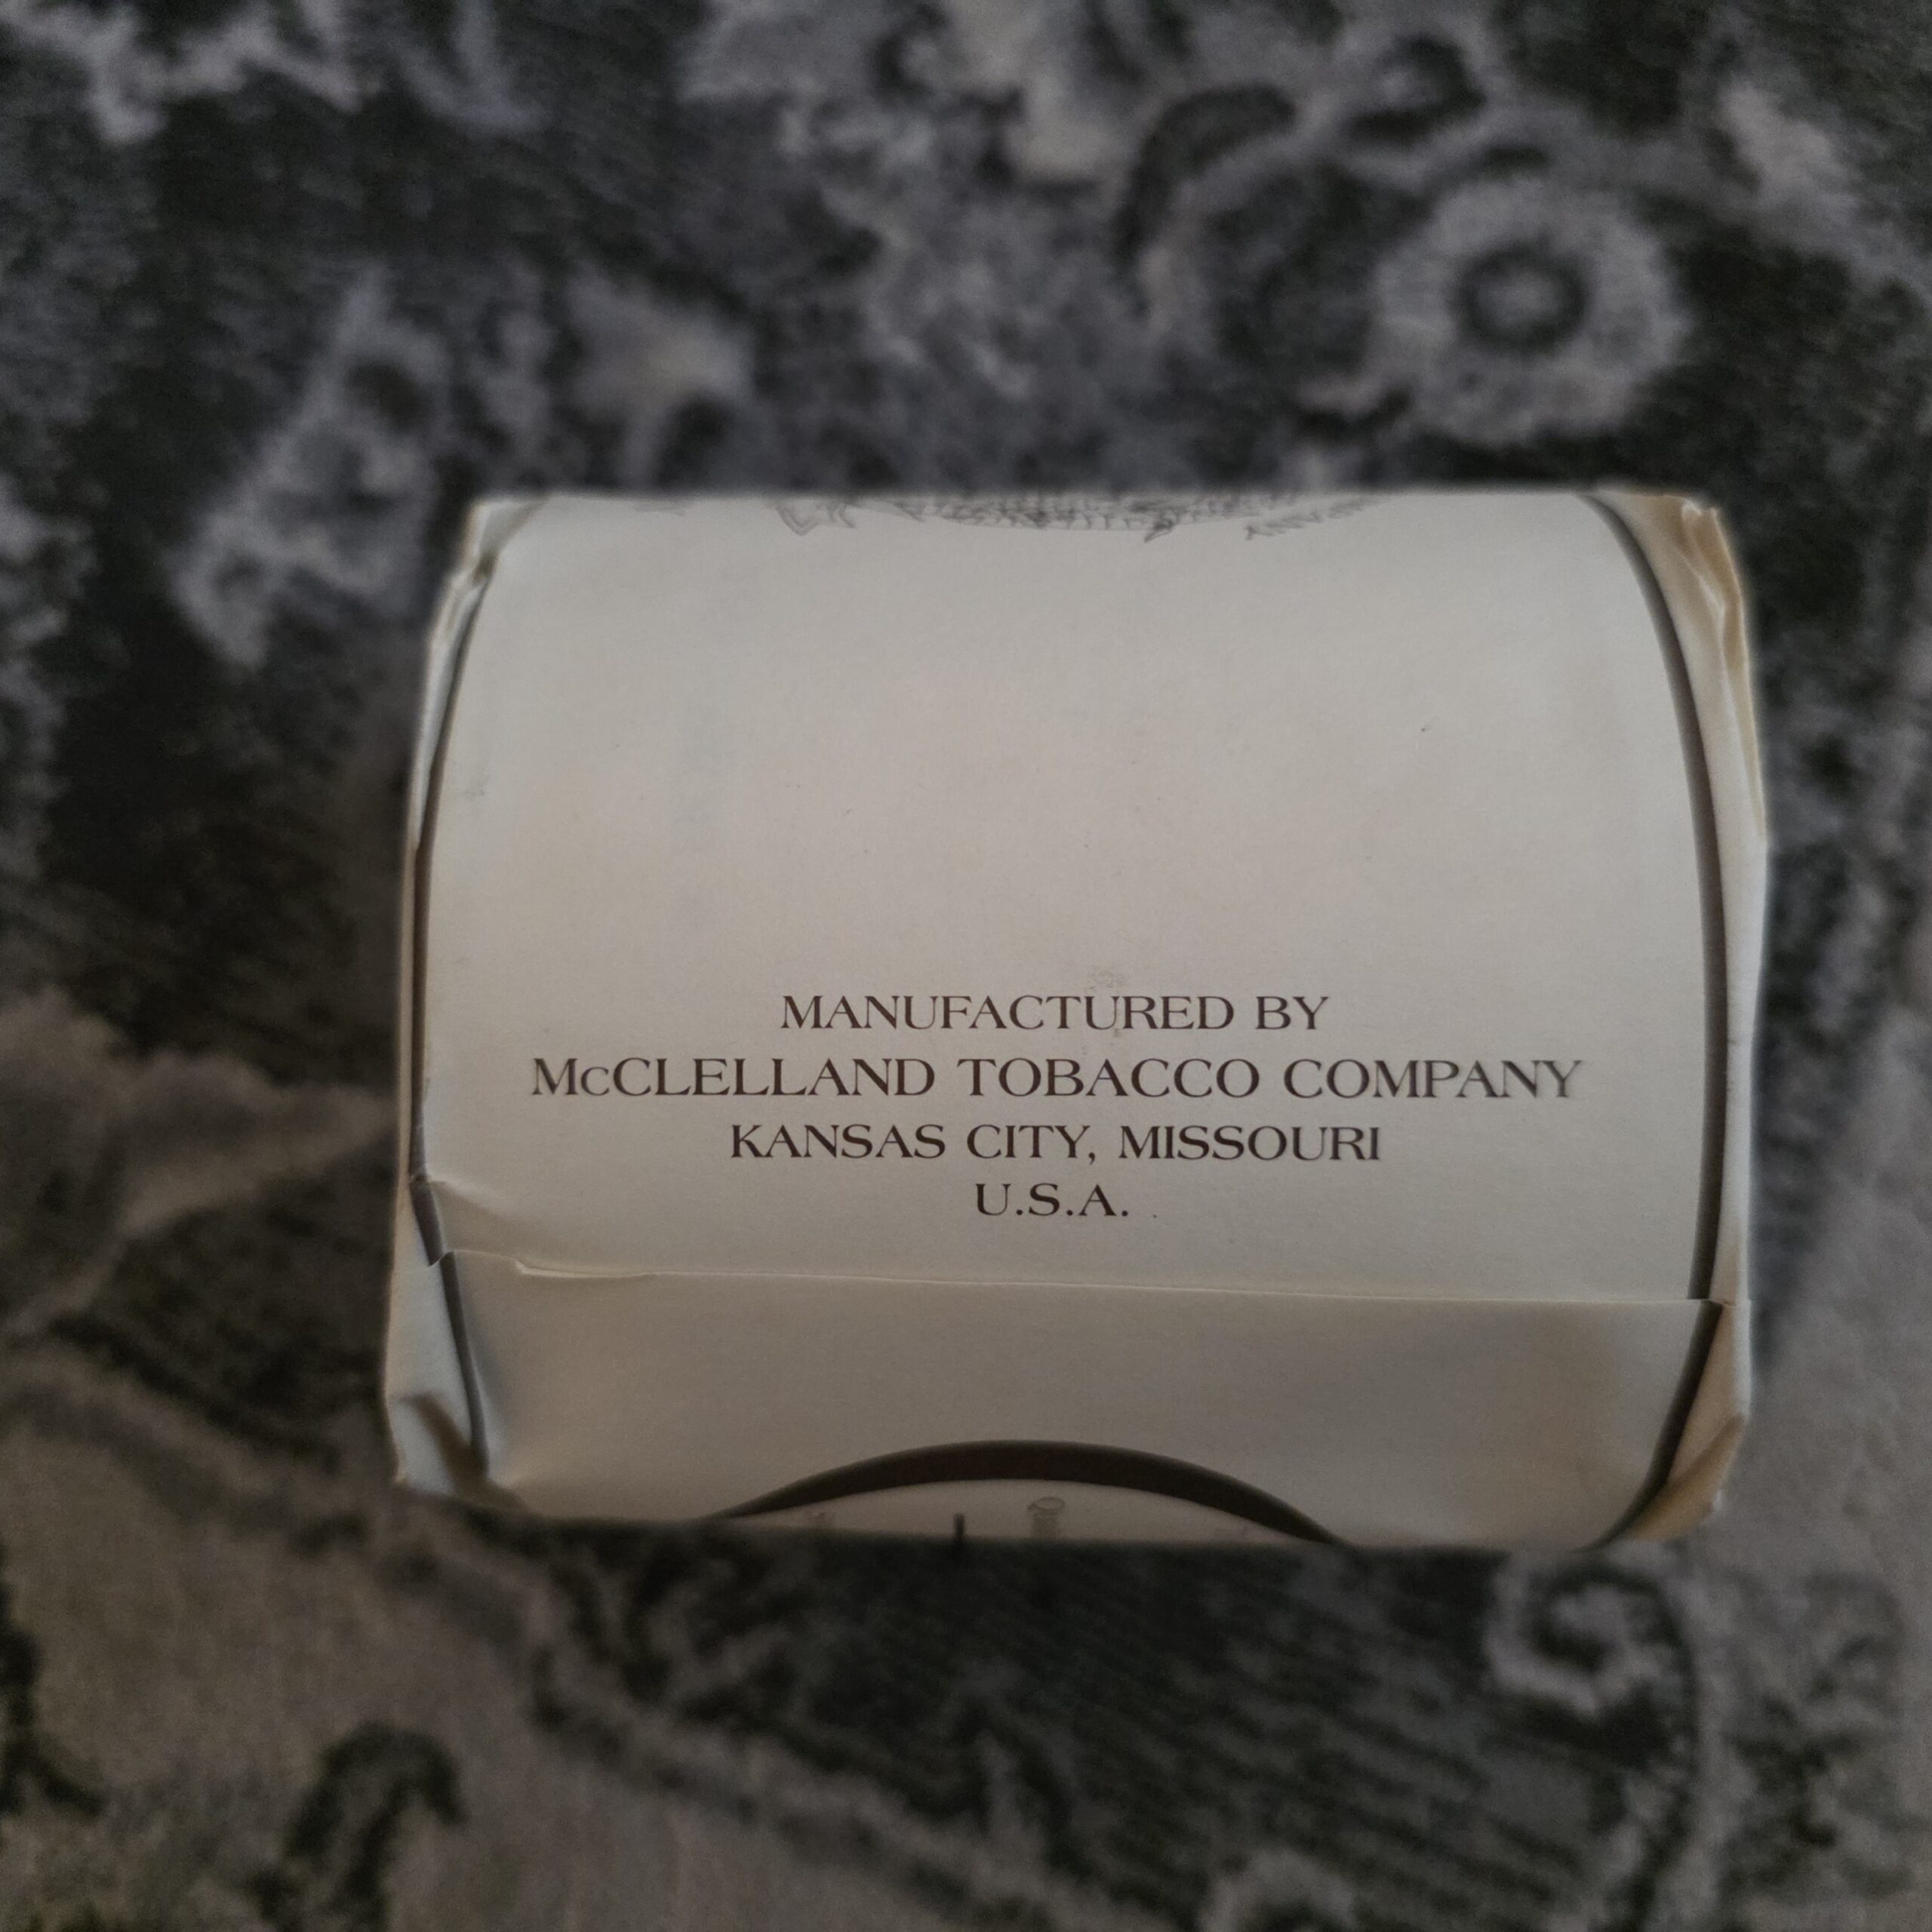 MANUFACTURED BY
McCLELLAND TOBACCO COMPANY
KANSAS CITY, MISSOURI
U.S.A.